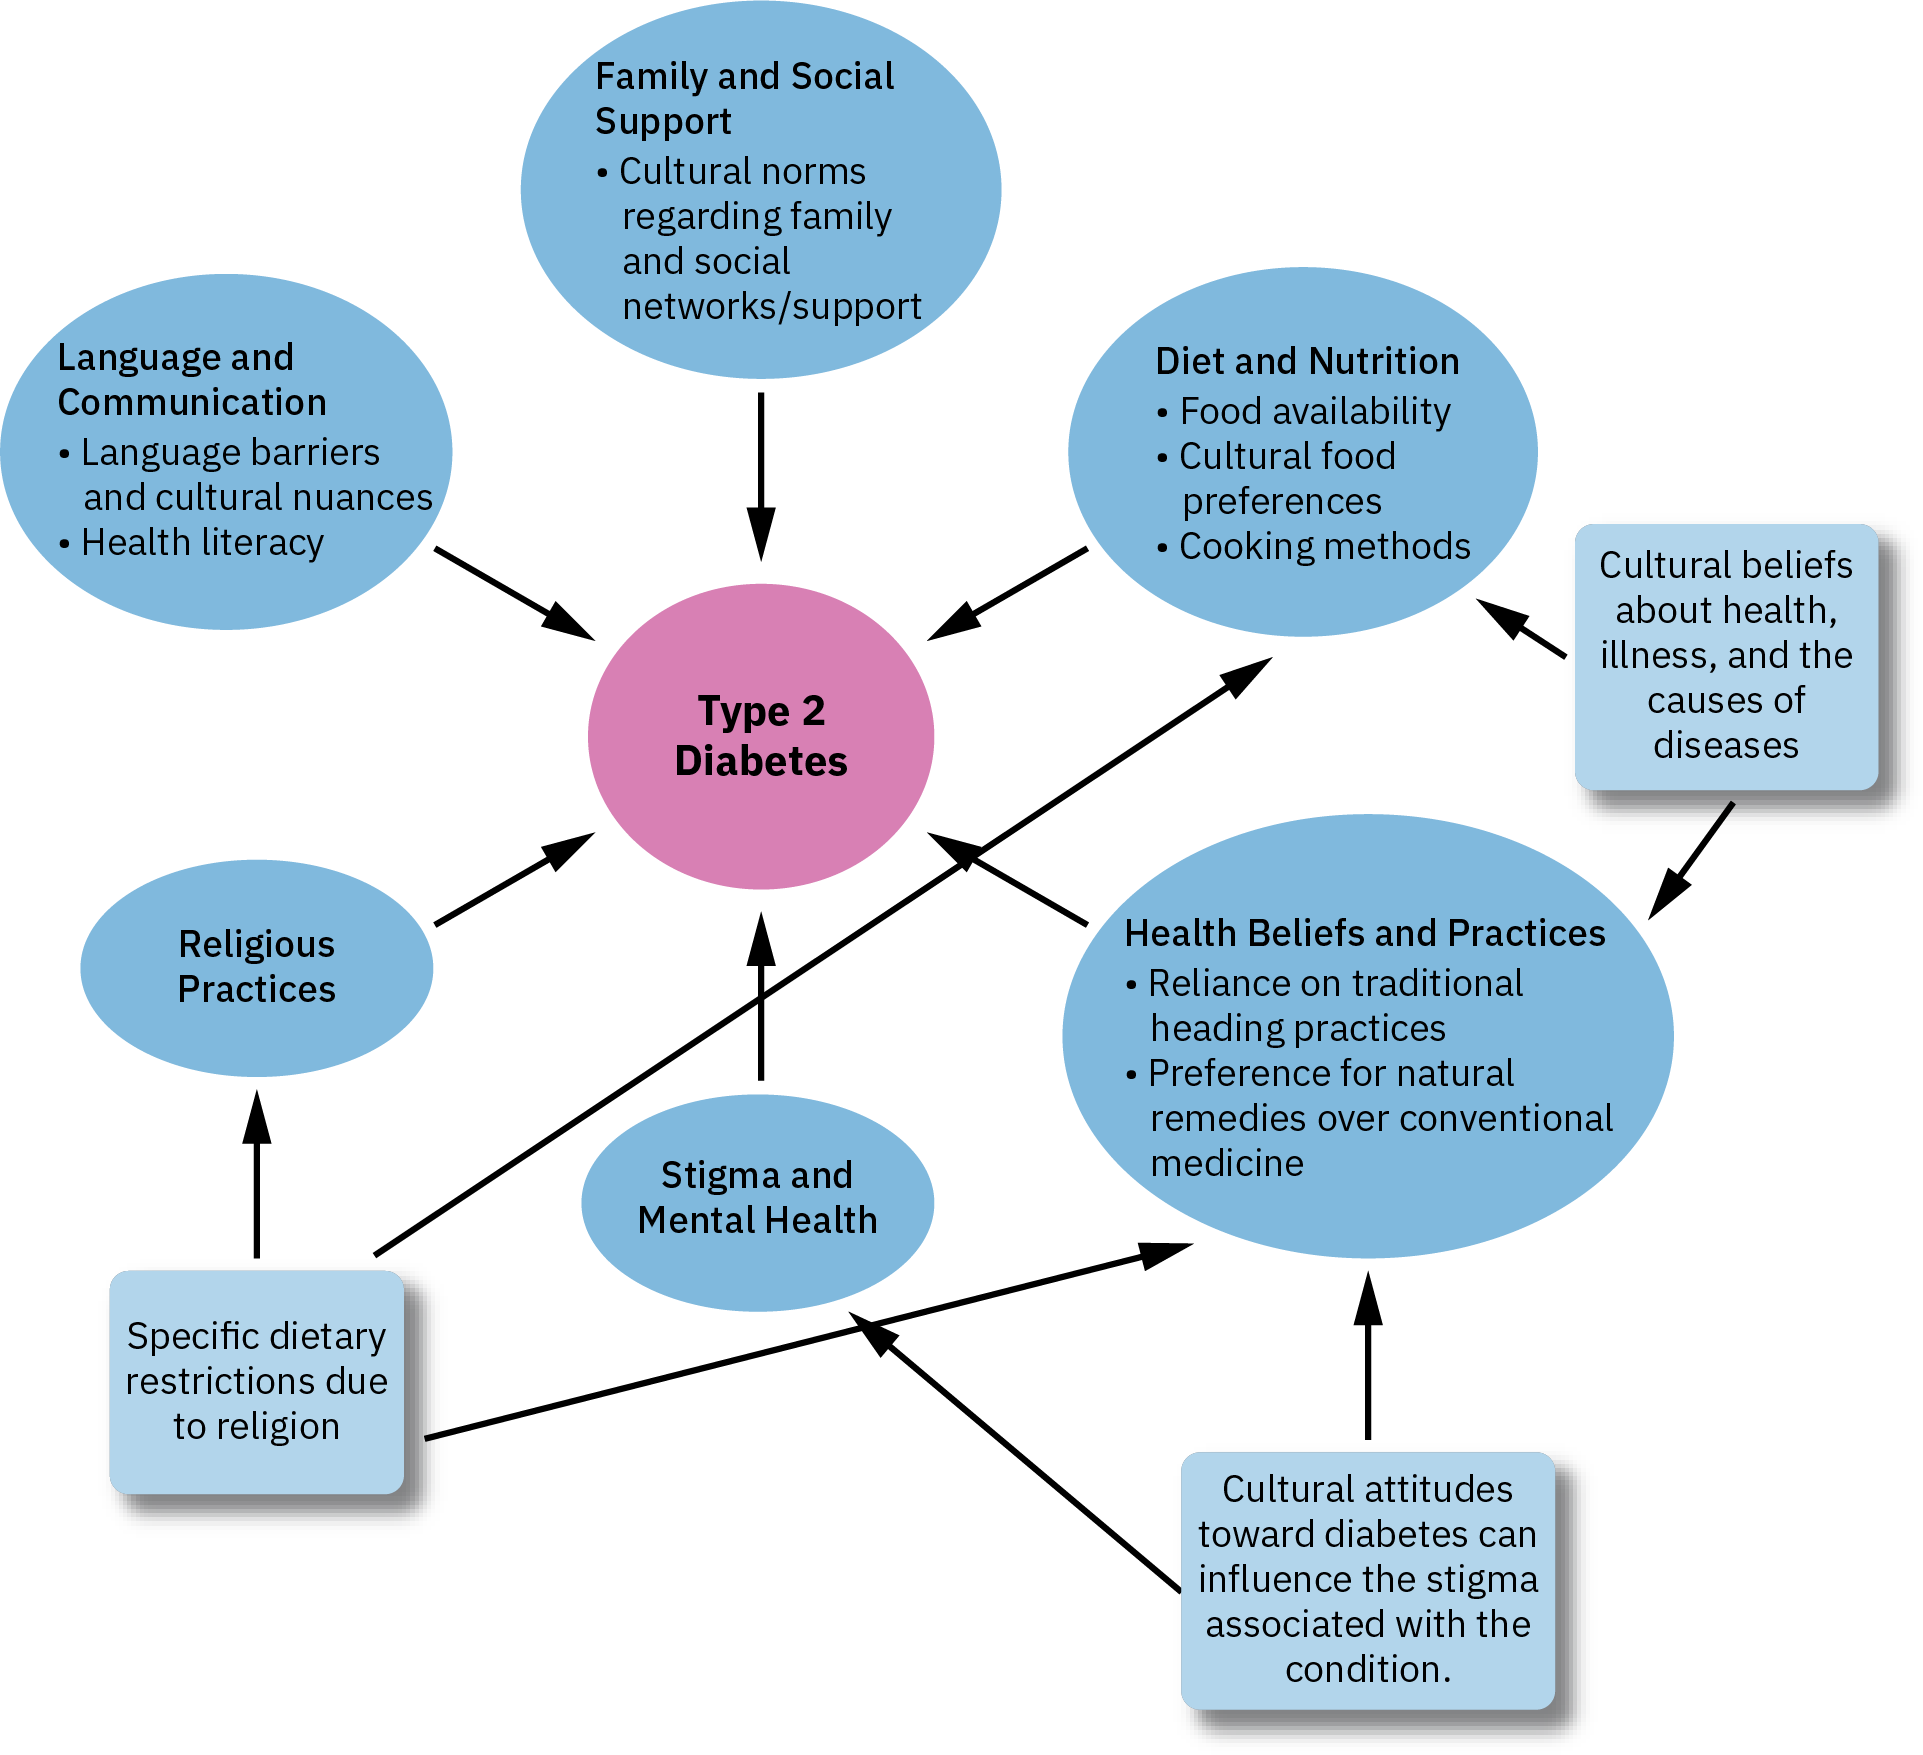 Family and Social
Support
• Cultural norms
regarding family
and social
networks/support
Language and
Communication
• Language barriers
and cultural nuances
• Health literacy
Diet and Nutrition
• Food availability
• Cultural food
preferences
• Cooking methods
Cultural beliefs
about health,
illness, and the
causes of
diseases
Type 2
Diabetes
Religious
Practices
Health Beliefs and Practices
• Reliance on traditional
heading practices
• Preference for natural
remedies over conventional
medicine
Stigma and
Mental Health
Specific dietary
restrictions due
to religion
Cultural attitudes
toward diabetes can
influence the stigma
associated with the
condition.